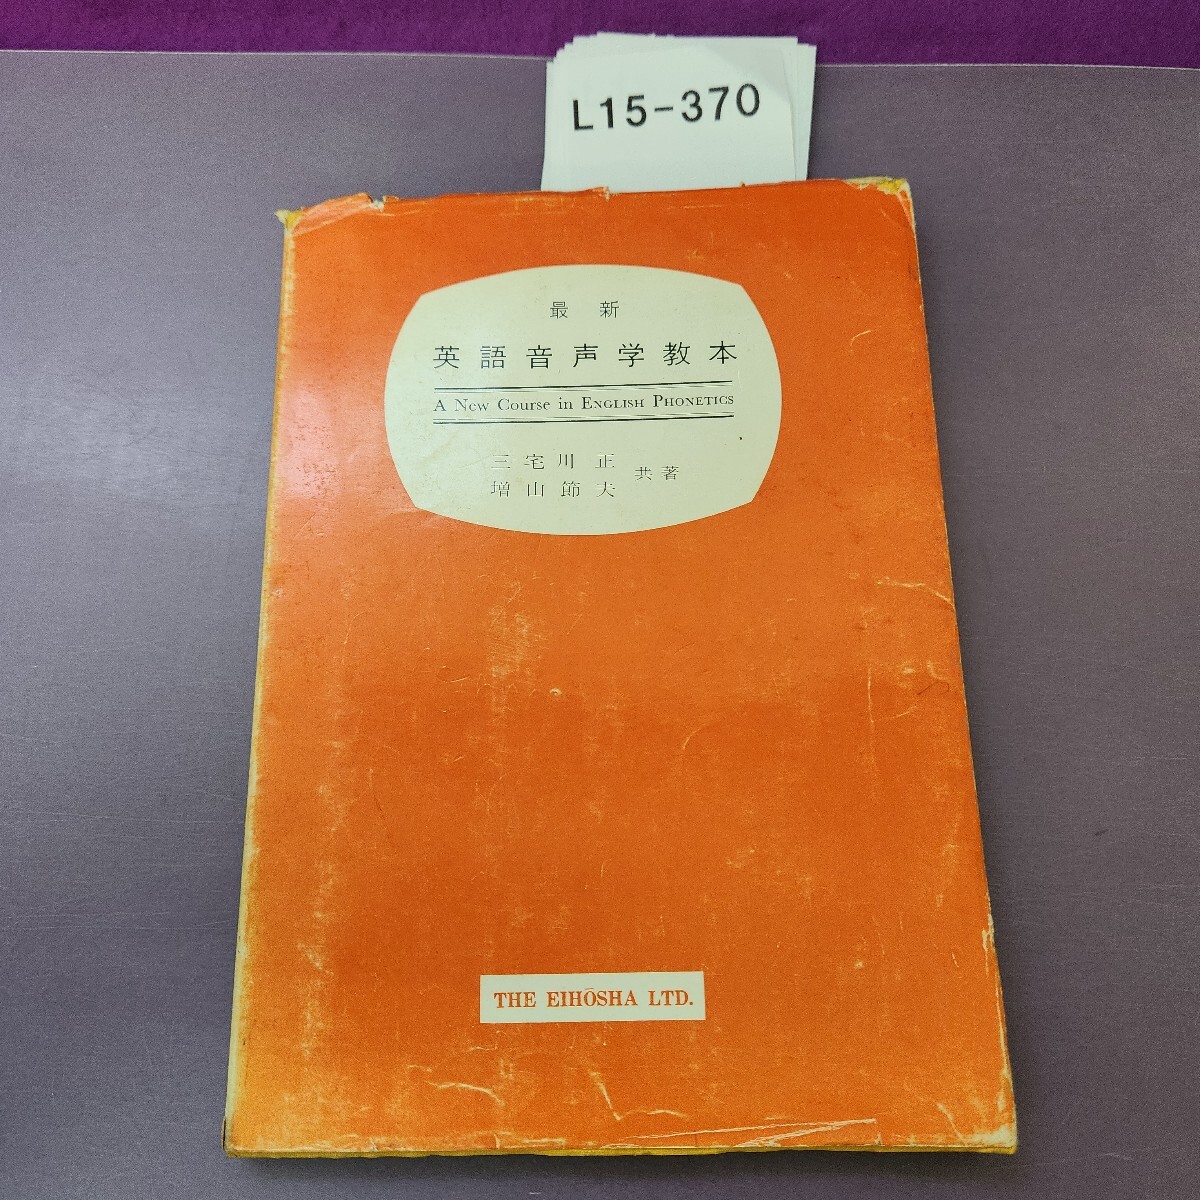 L15-370
最新
英語音声学教本
A New Course in ENGLISH PHONETICS
三宅川正
増山節夫 共著
THE EIHŌSHA LTD.